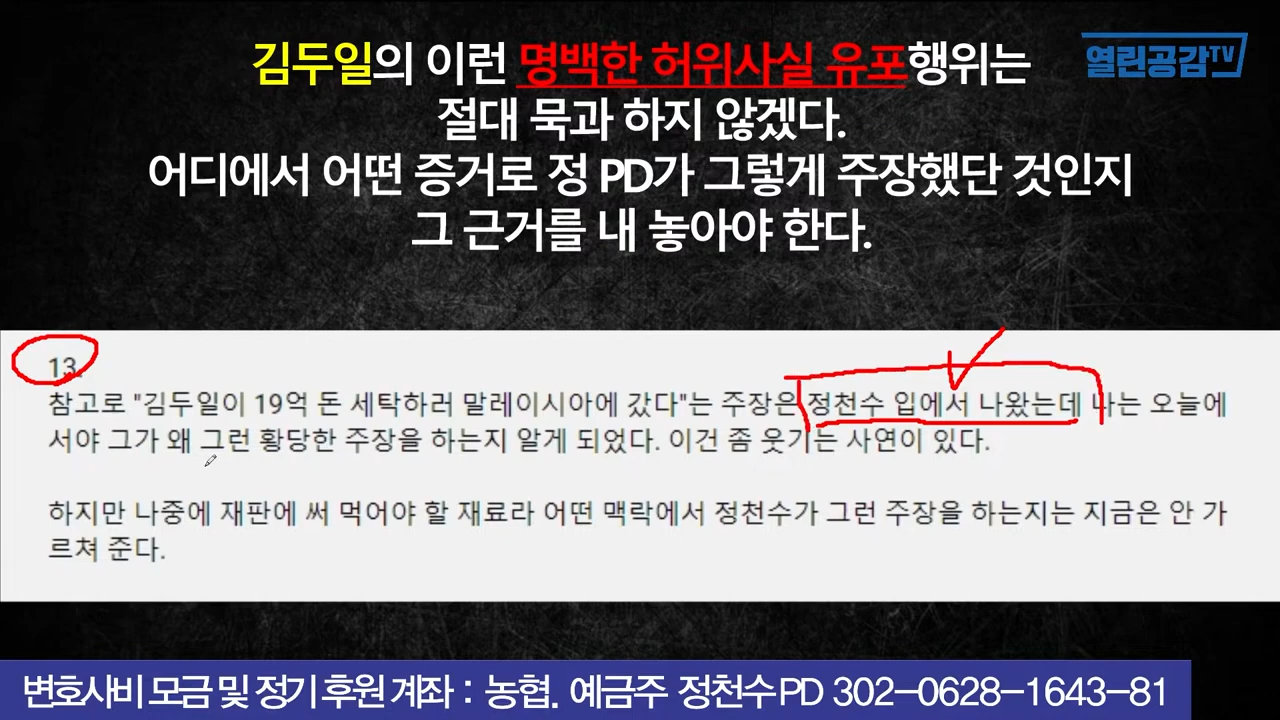 김두일의 이런 명백한 허위사실 유포행위는
열린공감TV
절대 묵과 하지 않겠다.
어디에서 어떤 증거로 정 PD가 그렇게 주장했단 것인지
그 근거를 내 놓아야 한다.
13.
참고로 "김두일이 19억 돈 세탁하러 말레이시아에 갔다"는 주장은 정천수 입에서 나왔는데 나는 오늘에
서야 그가 왜 그런 황당한 주장을 하는지 알게 되었다. 이건 좀 웃기는 사연이 있다.
하지만 나중에 재판에 써 먹어야 할 재료라 어떤 맥락에서 정천수가 그런 주장을 하는지는 지금은 안 가
르쳐 준다.
변호사비 모금 및 정기 후원 계좌 : 농협. 예금주 정천수PD 302-0628-1643-81